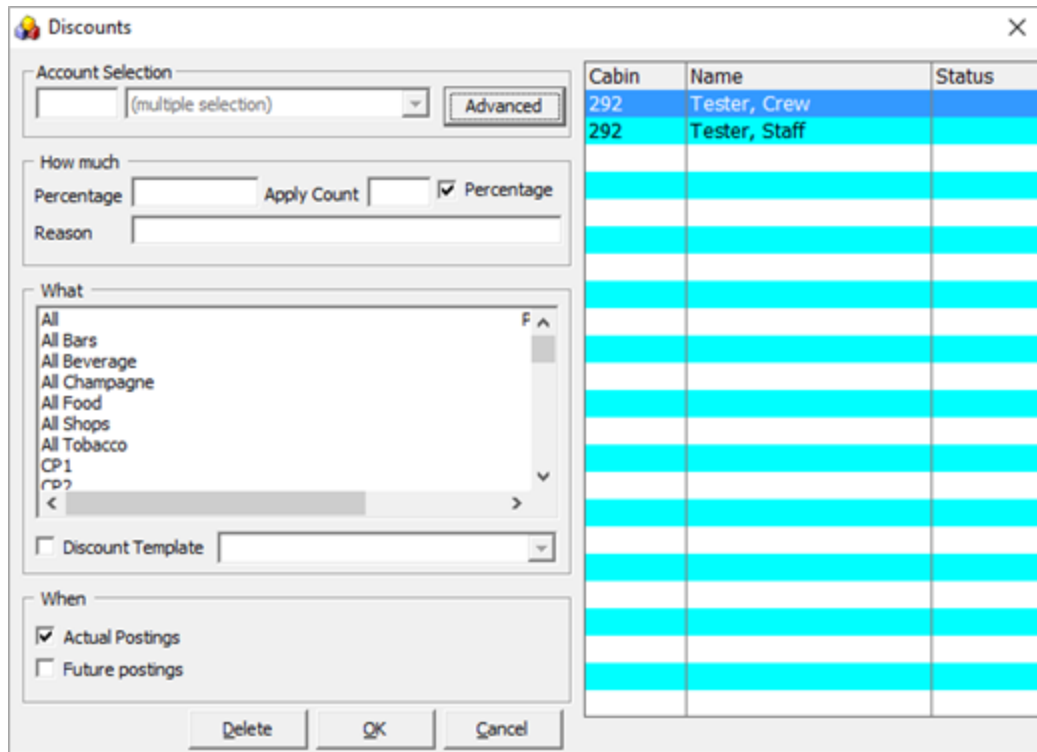 Discounts
Account Selection
(multiple selection)
Advanced
How much
Percentage
Apply Count
Percentage
Reason
What
All P
All Bars
All Beverage
All Champagne
All Food
All Shops
All Tobacco
CP1
CP2
Discount Template
When
Actual Postings
Future postings
Delete
OK
Cancel
Cabin Name Status
292 Tester, Crew
292 Tester, Staff